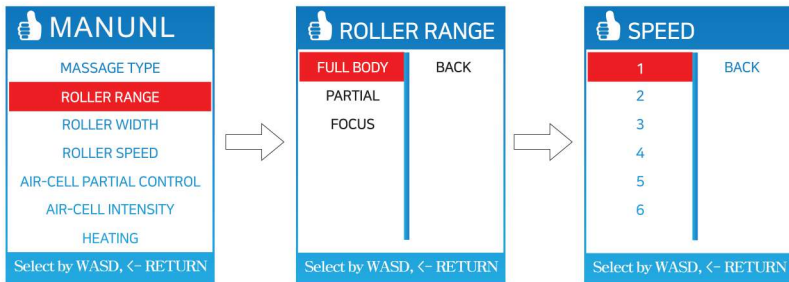 MANUNL
MASSAGE TYPE
ROLLER RANGE
ROLLER WIDTH
ROLLER SPEED
AIR-CELL PARTIAL CONTROL
AIR-CELL INTENSITY
HEATING
Select by WASD, <- RETURN
ROLLER RANGE
FULL BODY BACK
PARTIAL
FOCUS
Select by WASD, <- RETURN
SPEED
1 BACK
2
3
4
5
6
Select by WASD, <- RETURN